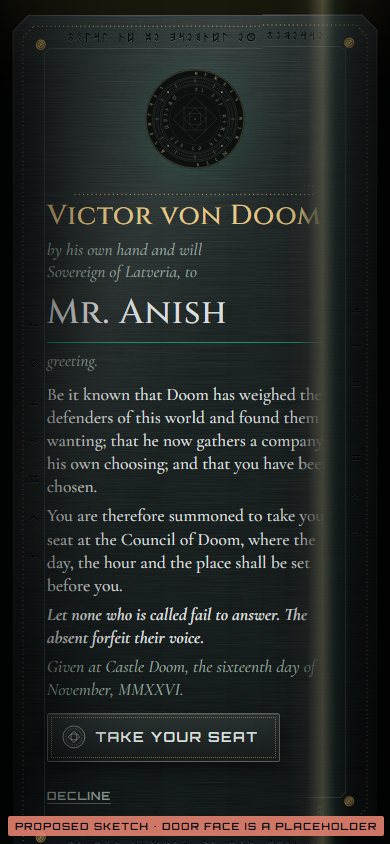 Victor von Doom
by his own hand and will
Sovereign of Latveria, to
Mr. Anish
greeting.
Be it known that Doom has weighed the
defenders of this world and found them
wanting; that he now gathers a company
his own choosing; and that you have been
chosen.
You are therefore summoned to take your
seat at the Council of Doom, where the
day, the hour and the place shall be set
before you.
Let none who is called fail to answer. The
absent forfeit their voice.
Given at Castle Doom, the sixteenth day of
November, MMXXVI.
TAKE YOUR SEAT
DECLINE
PROPOSED SKETCH · DOOR FACE IS A PLACEHOLDER